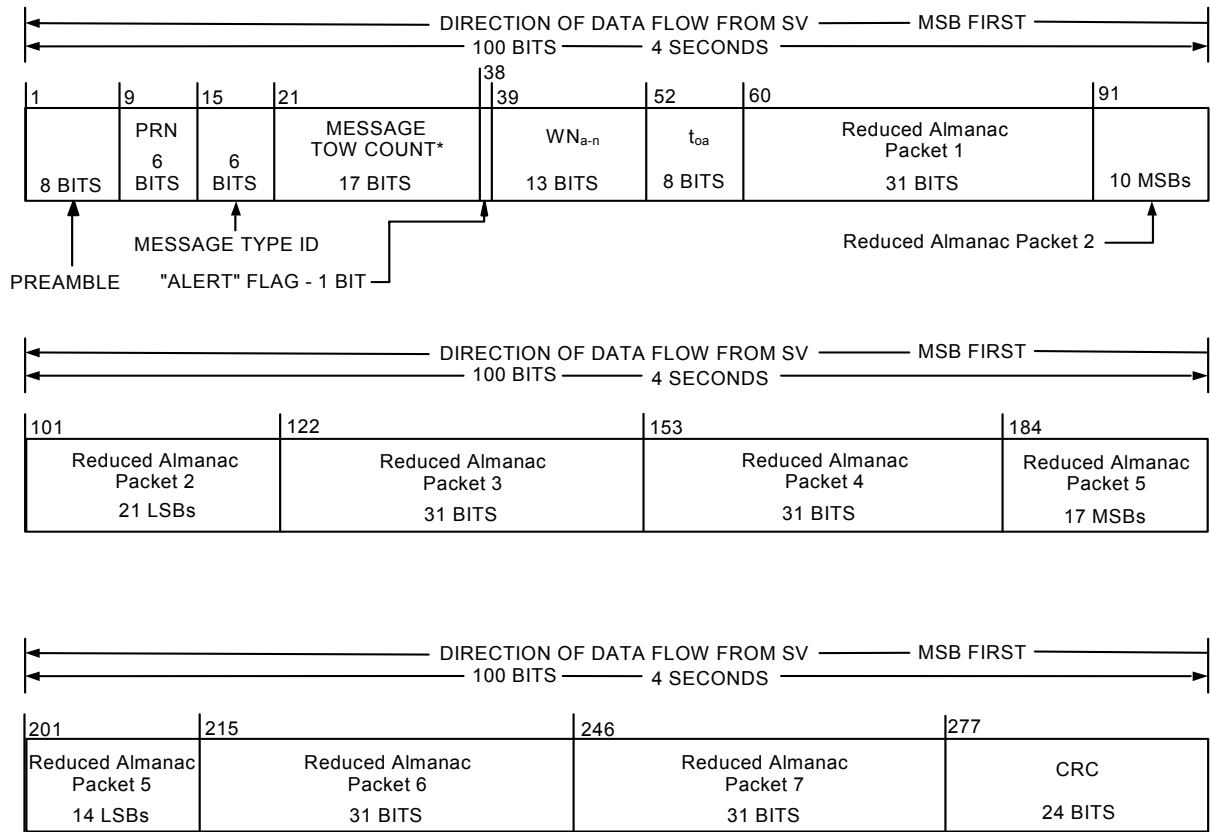 DIRECTION OF DATA FLOW FROM SV MSB FIRST
100 BITS 4 SECONDS
1 9 15 21 38 39 52 60 91
8 BITS
PRN
6
BITS
6
BITS
MESSAGE
TOW COUNT*
17 BITS
WNa-n
13 BITS
toa
8 BITS
Reduced Almanac
Packet 1
31 BITS
10 MSBs
MESSAGE TYPE ID
Reduced Almanac Packet 2
PREAMBLE
"ALERT" FLAG - 1 BIT
DIRECTION OF DATA FLOW FROM SV MSB FIRST
100 BITS 4 SECONDS
101 122 153 184
Reduced Almanac
Packet 2
21 LSBs
Reduced Almanac
Packet 3
31 BITS
Reduced Almanac
Packet 4
31 BITS
Reduced Almanac
Packet 5
17 MSBs
DIRECTION OF DATA FLOW FROM SV MSB FIRST
100 BITS 4 SECONDS
201 215 246 277
Reduced Almanac
Packet 5
14 LSBs
Reduced Almanac
Packet 6
31 BITS
Reduced Almanac
Packet 7
31 BITS
CRC
24 BITS